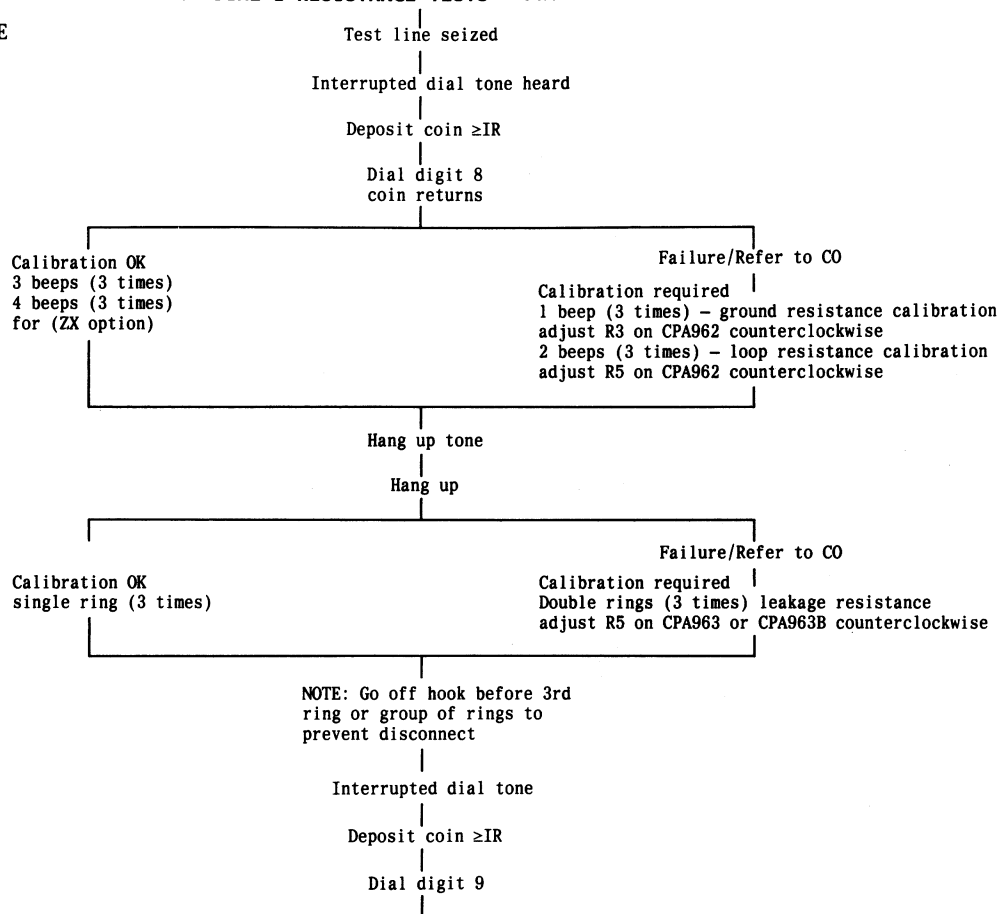 E
Test line seized
Interrupted dial tone heard
Deposit coin ≥IR
Dial digit 8
coin returns
Calibration OK
3 beeps (3 times)
4 beeps (3 times)
for (ZX option)
Failure/Refer to CO
Calibration required
1 beep (3 times) – ground resistance calibration
adjust R3 on CPA962 counterclockwise
2 beeps (3 times) – loop resistance calibration
adjust R5 on CPA962 counterclockwise
Hang up tone
Hang up
Calibration OK
single ring (3 times)
Failure/Refer to CO
Calibration required
Double rings (3 times) leakage resistance
adjust R5 on CPA963 or CPA963B counterclockwise
NOTE: Go off hook before 3rd
ring or group of rings to
prevent disconnect
Interrupted dial tone
Deposit coin ≥IR
Dial digit 9